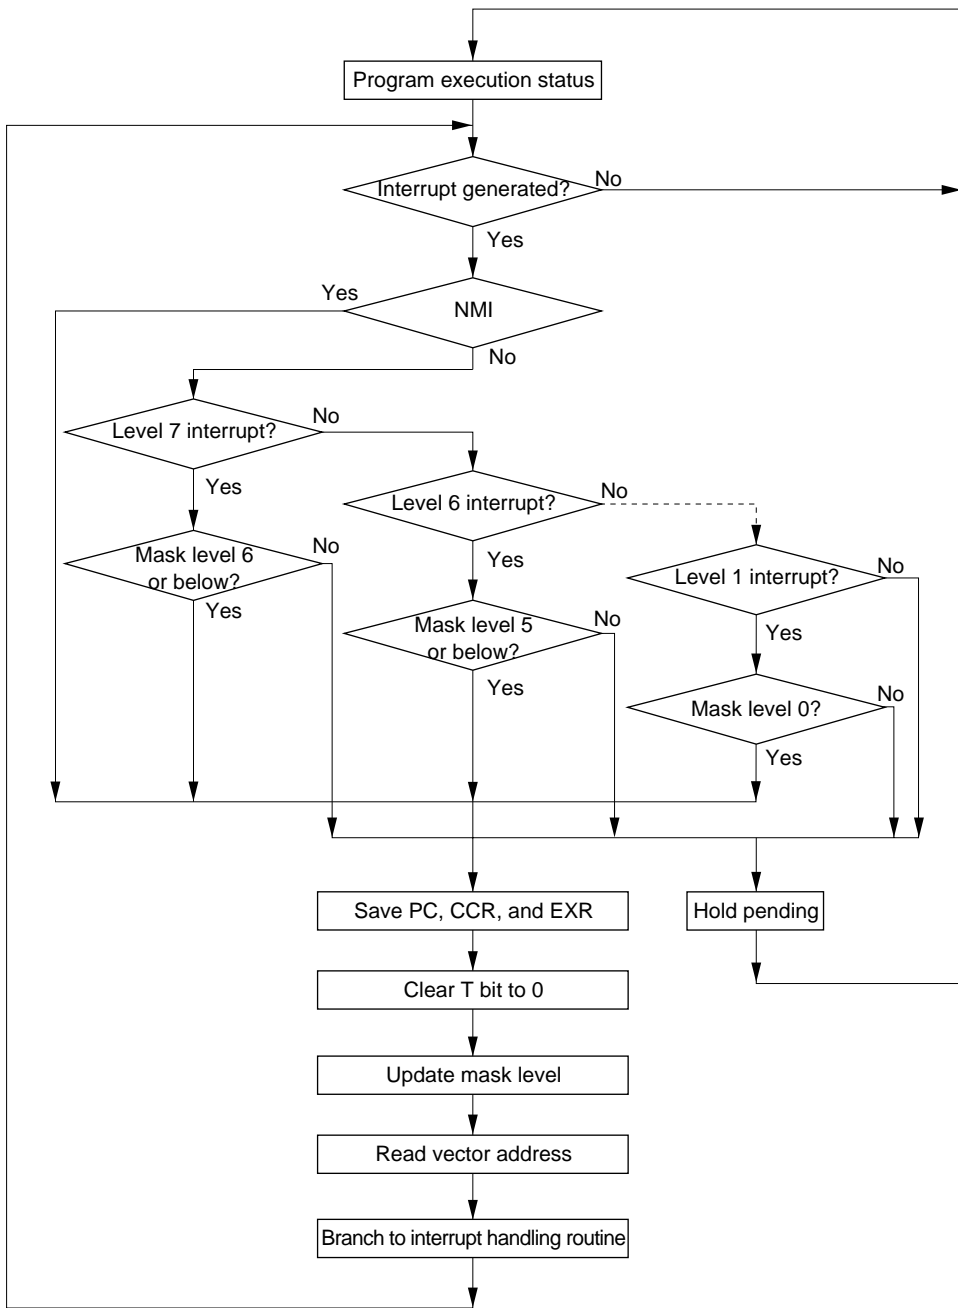 Program execution status
Interrupt generated?
No
Yes
Yes
NMI
No
Level 7 interrupt?
No
Yes
Level 6 interrupt?
No
Mask level 6
or below?
No
Yes
Level 1 interrupt?
No
Yes
Mask level 5
or below?
No
Yes
Yes
Mask level 0?
No
Yes
Save PC, CCR, and EXR
Hold pending
Clear T bit to 0
Update mask level
Read vector address
Branch to interrupt handling routine